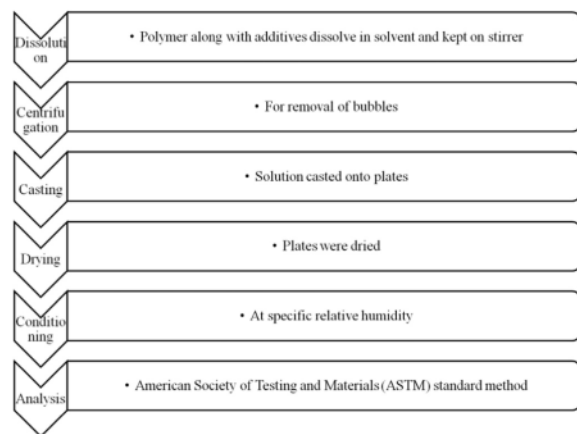 Dissoluti
on
• Polymer along with additives dissolve in solvent and kept on stirrer
Centrifu
gation
• For removal of bubbles
Casting
• Solution casted onto plates
Drying
• Plates were dried
Conditio
ning
• At specific relative humidity
Analysis
• American Society of Testing and Materials (ASTM) standard method